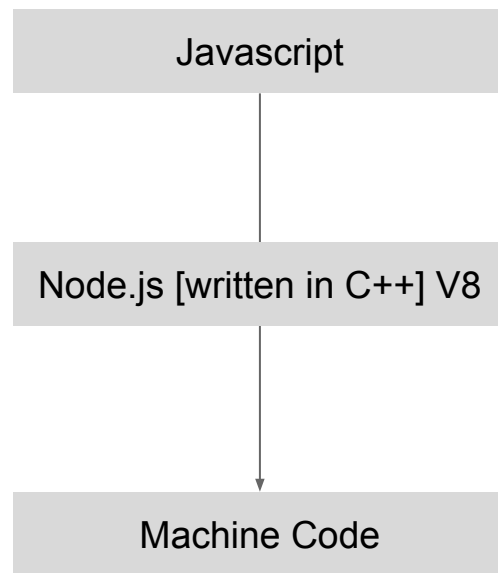 Javascript
Node.js [written in C++] V8
Machine Code